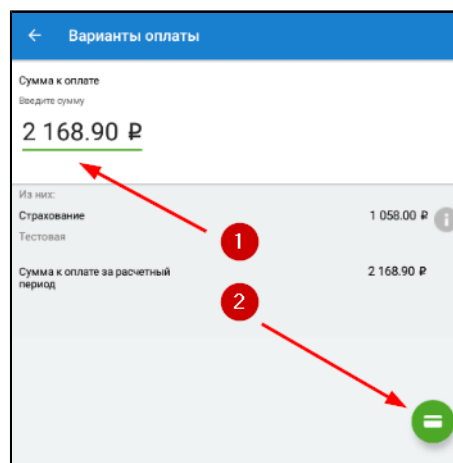 Варианты оплаты
Сумма к оплате
Введите сумму
2 168.90 ₽
Из них:
Страхование 1 058.00 ₽
Тестовая
1
Сумма к оплате за расчетный 2 168.90 ₽
период
2